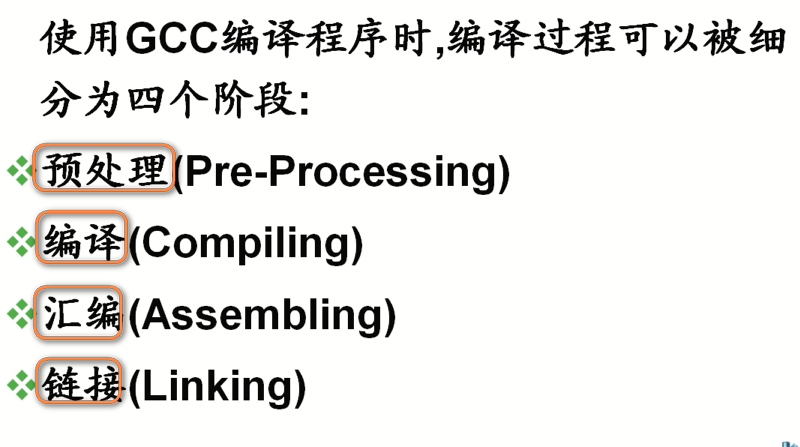 使用GCC编译程序时,编译过程可以被细
分为四个阶段:
预处理(Pre-Processing)
编译(Compiling)
汇编(Assembling)
链接(Linking)